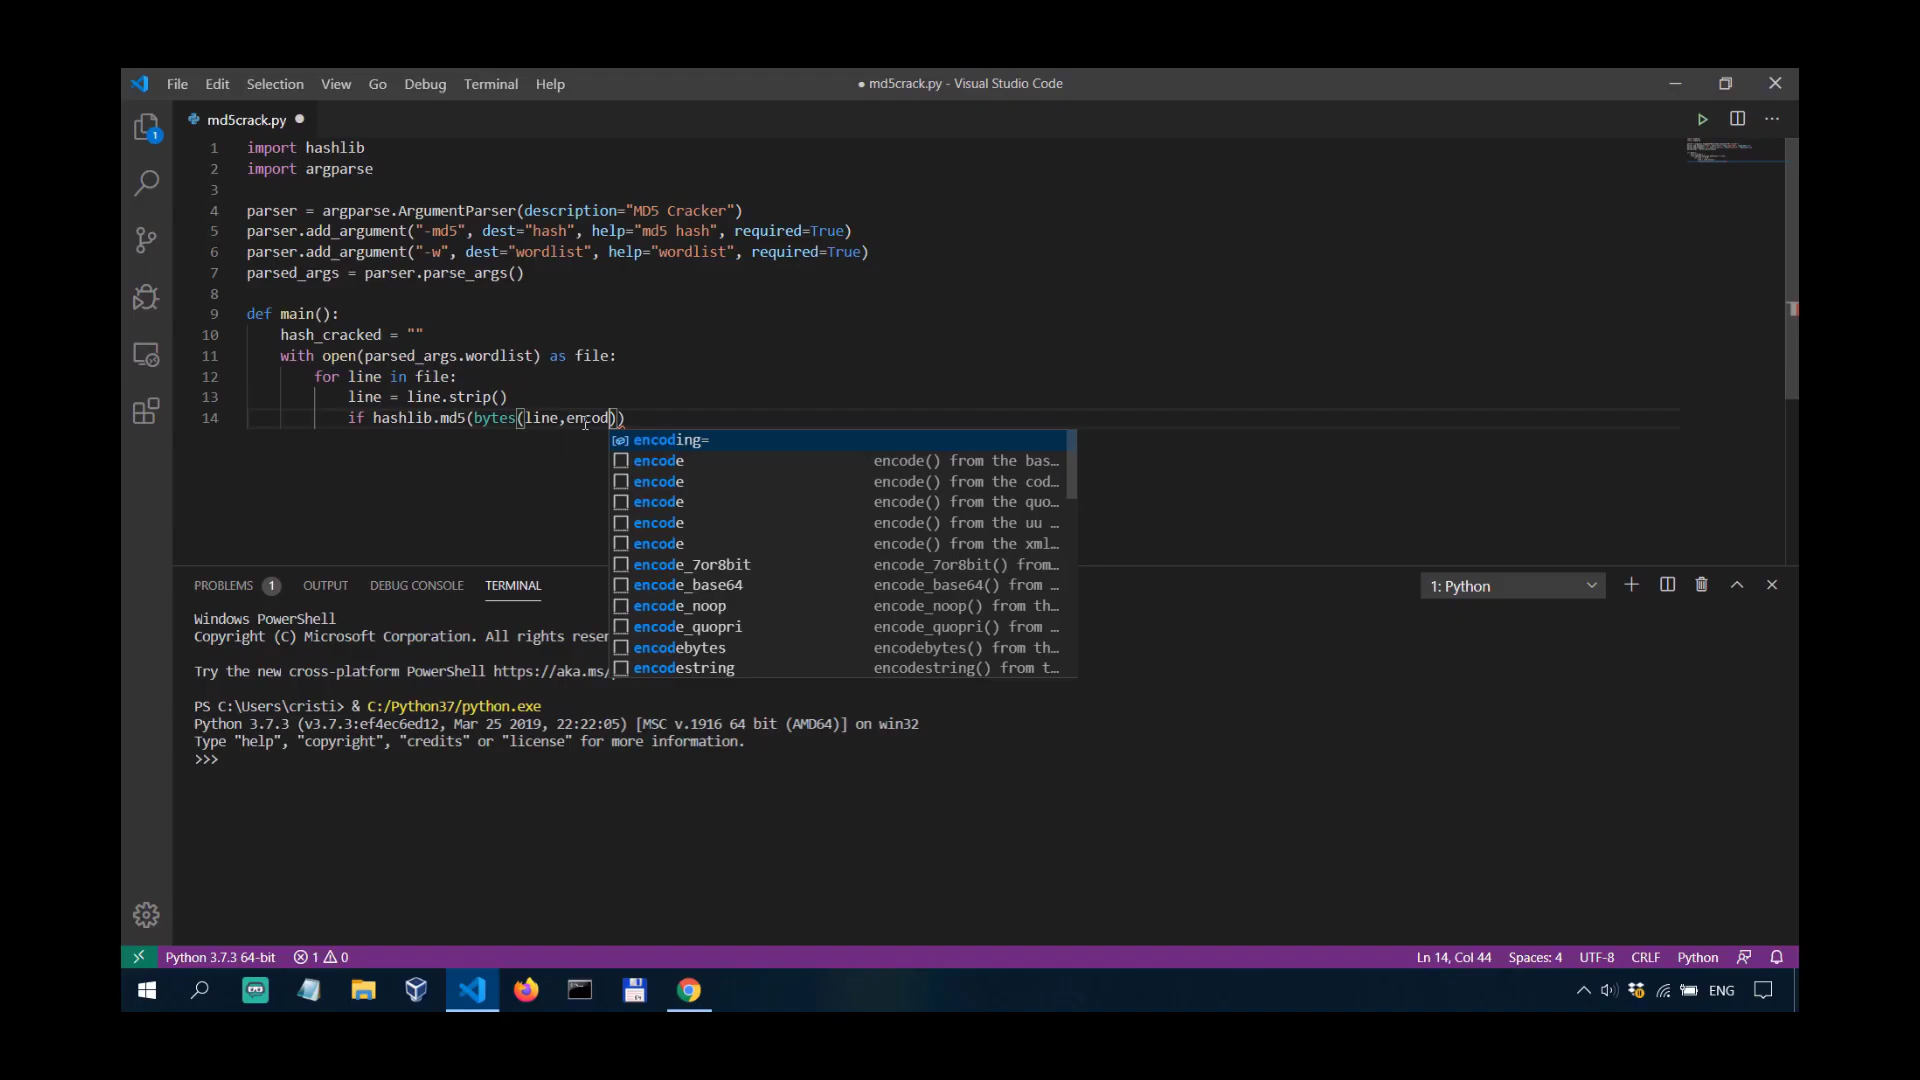 File Edit Selection View Go Debug Terminal Help
● md5crack.py - Visual Studio Code
md5crack.py ●
1 import hashlib
2 import argparse
3
4 parser = argparse.ArgumentParser(description="MD5 Cracker")
5 parser.add_argument("-md5", dest="hash", help="md5 hash", required=True)
6 parser.add_argument("-w", dest="wordlist", help="wordlist", required=True)
7 parsed_args = parser.parse_args()
8
9 def main():
10 hash_cracked = ""
11 with open(parsed_args.wordlist) as file:
12 for line in file:
13 line = line.strip()
14 if hashlib.md5(bytes(line,encod))
encoding=
encode encode() from the bas…
encode encode() from the cod…
encode encode() from the quo…
encode encode() from the uu …
encode encode() from the xml…
encode_7or8bit encode_7or8bit() from…
encode_base64 encode_base64() from …
encode_noop encode_noop() from th…
encode_quopri encode_quopri() from …
encodebytes encodebytes() from th…
encodestring encodestring() from t…
1
PROBLEMS 1 OUTPUT DEBUG CONSOLE TERMINAL 1: Python
Windows PowerShell
Copyright (C) Microsoft Corporation. All rights reser
Try the new cross-platform PowerShell https://aka.ms/
PS C:\Users\cristi> & C:/Python37/python.exe
Python 3.7.3 (v3.7.3:ef4ec6ed12, Mar 25 2019, 22:22:05) [MSC v.1916 64 bit (AMD64)] on win32
Type "help", "copyright", "credits" or "license" for more information.
>>>
Python 3.7.3 64-bit 1 0 Ln 14, Col 44 Spaces: 4 UTF-8 CRLF Python
ENG